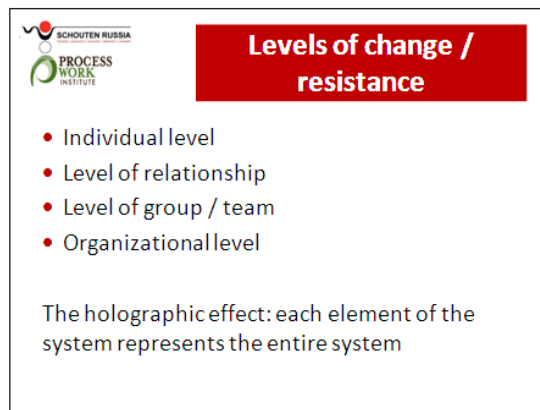 SCHOUTEN RUSSIA
PROCESS
WORK
INSTITUTE
Levels of change /
resistance
• Individual level
• Level of relationship
• Level of group / team
• Organizational level
The holographic effect: each element of the
system represents the entire system